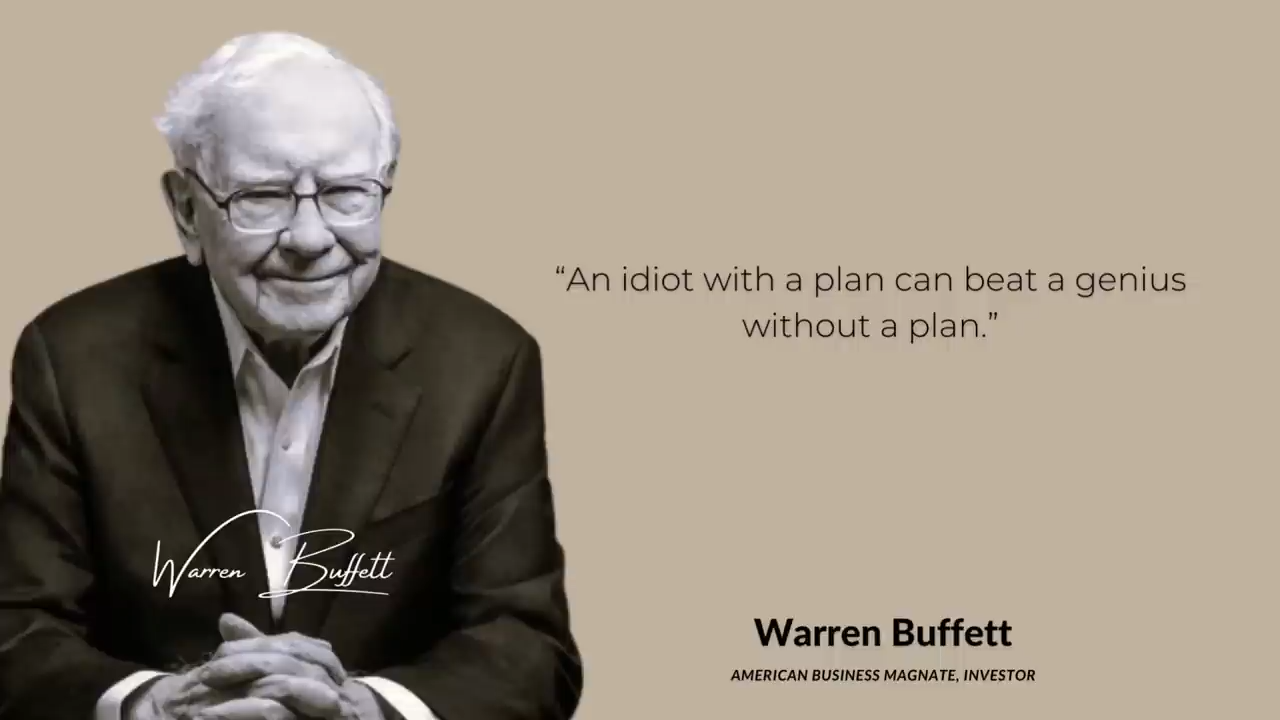 “An idiot with a plan can beat a genius
without a plan.”
Warren Buffett
Warren Buffett
AMERICAN BUSINESS MAGNATE, INVESTOR